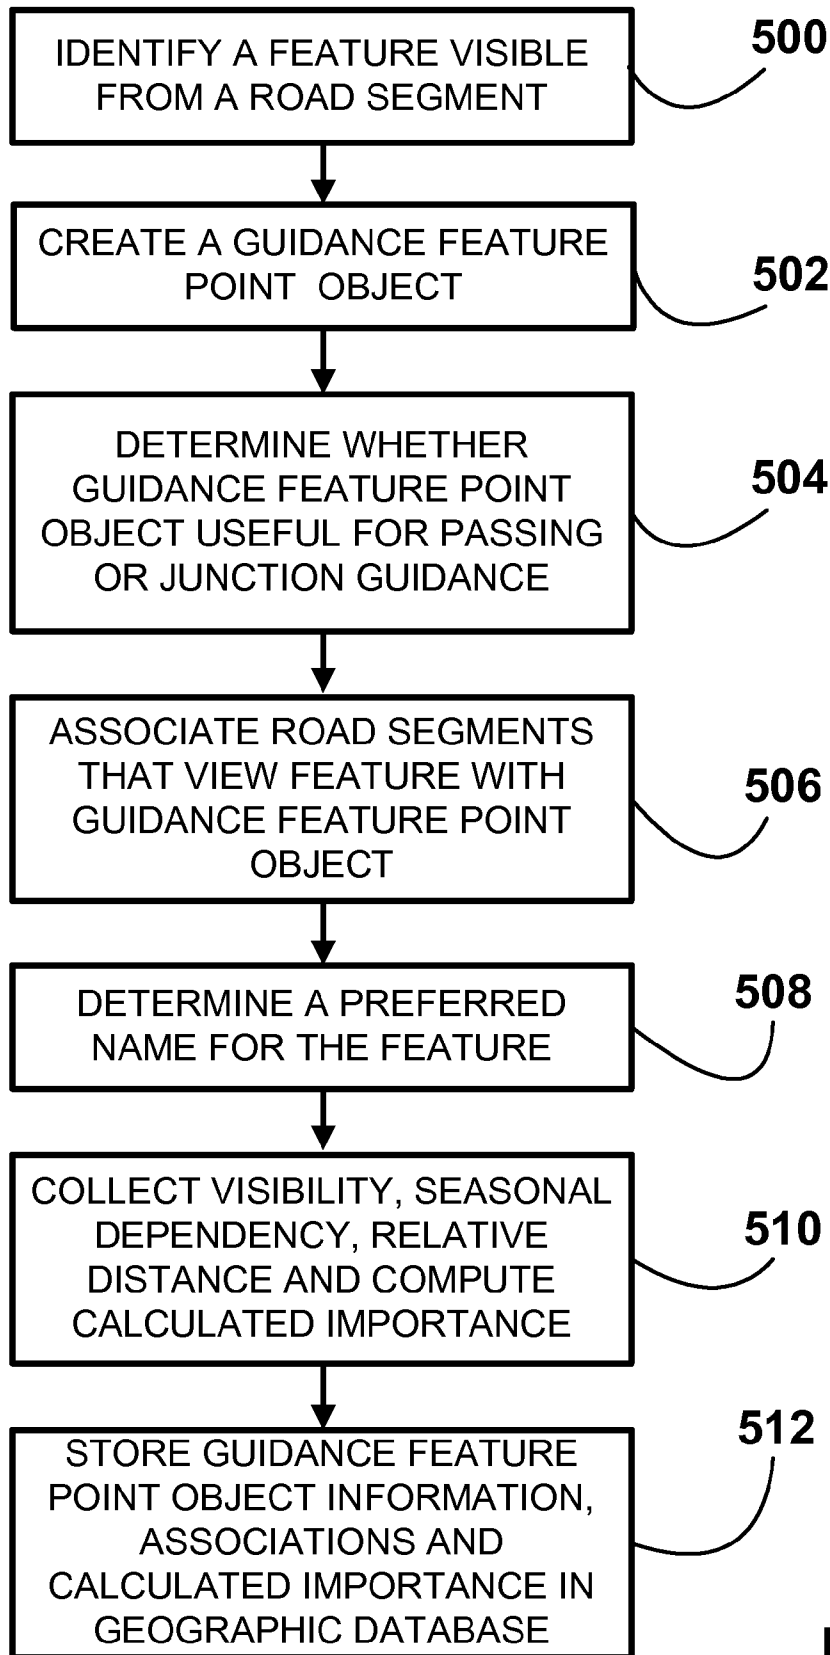 IDENTIFY A FEATURE VISIBLE
FROM A ROAD SEGMENT
500
CREATE A GUIDANCE FEATURE
POINT OBJECT
502
DETERMINE WHETHER
GUIDANCE FEATURE POINT
OBJECT USEFUL FOR PASSING
OR JUNCTION GUIDANCE
504
ASSOCIATE ROAD SEGMENTS
THAT VIEW FEATURE WITH
GUIDANCE FEATURE POINT
OBJECT
506
DETERMINE A PREFERRED
NAME FOR THE FEATURE
508
COLLECT VISIBILITY, SEASONAL
DEPENDENCY, RELATIVE
DISTANCE AND COMPUTE
CALCULATED IMPORTANCE
510
STORE GUIDANCE FEATURE
POINT OBJECT INFORMATION,
ASSOCIATIONS AND
CALCULATED IMPORTANCE IN
GEOGRAPHIC DATABASE
512